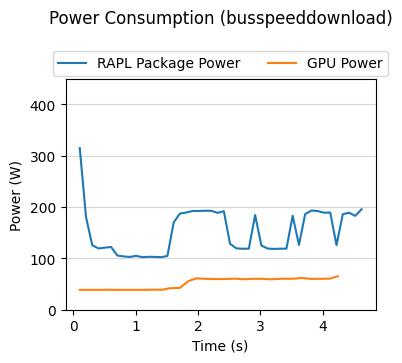 Power Consumption (busspeeddownload)
RAPL Package Power GPU Power
400
300
200
100
0
Power (W)
0 1 2 3 4
Time (s)